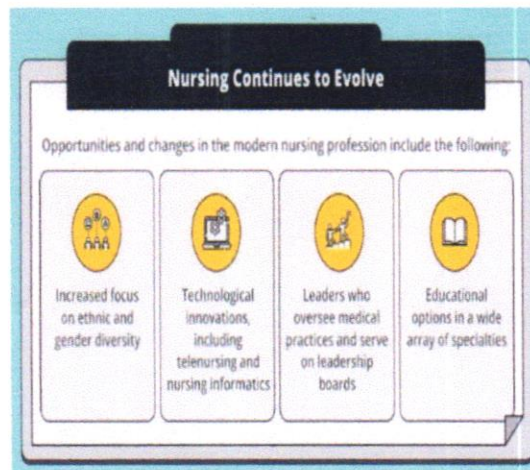 Nursing Continues to Evolve
Opportunities and changes in the modern nursing profession include the following:
Increased focus
on ethnic and
gender diversity
Technological
innovations,
including
telenursing and
nursing informatics
Leaders who
oversee medical
practices and serve
on leadership
boards
Educational
options in a wide
array of specialties